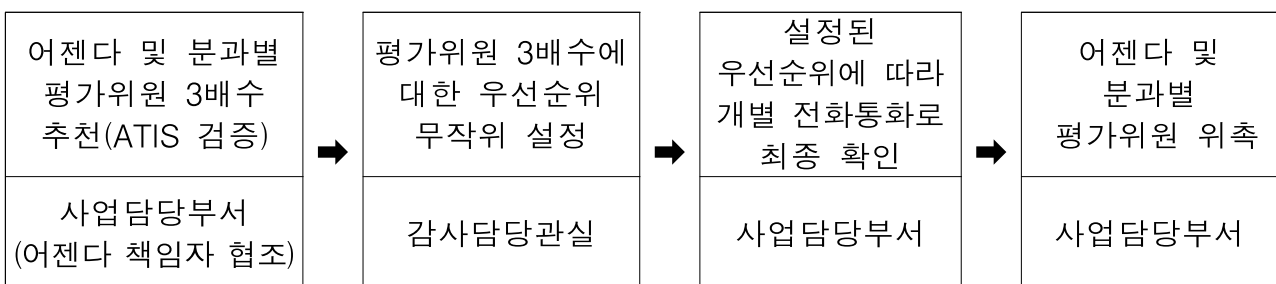 어젠다 및 분과별
평가위원 3배수
추천(ATIS 검증)
사업담당부서
(어젠다 책임자 협조)
➡
평가위원 3배수에
대한 우선순위
무작위 설정
감사담당관실
➡
설정된
우선순위에 따라
개별 전화통화로
최종 확인
사업담당부서
➡
어젠다 및
분과별
평가위원 위촉
사업담당부서